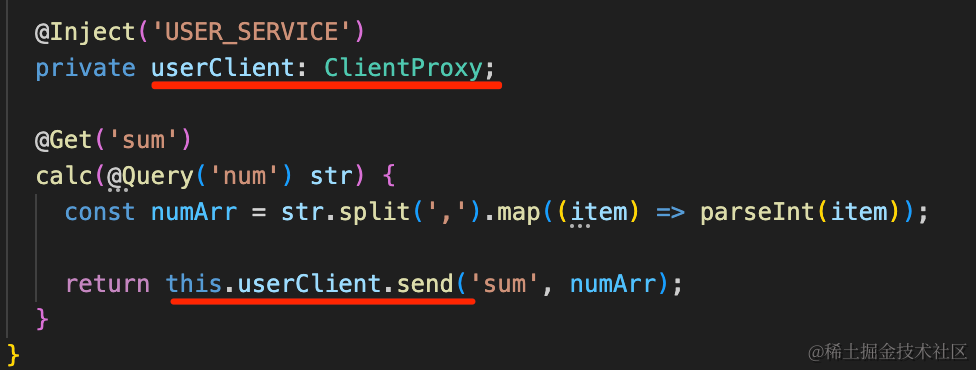 @Inject('USER_SERVICE')
private userClient: ClientProxy;
@Get('sum')
calc(@Query('num') str) {
const numArr = str.split(',').map((item) => parseInt(item));
return this.userClient.send('sum', numArr);
}
}
@稀土掘金技术社区